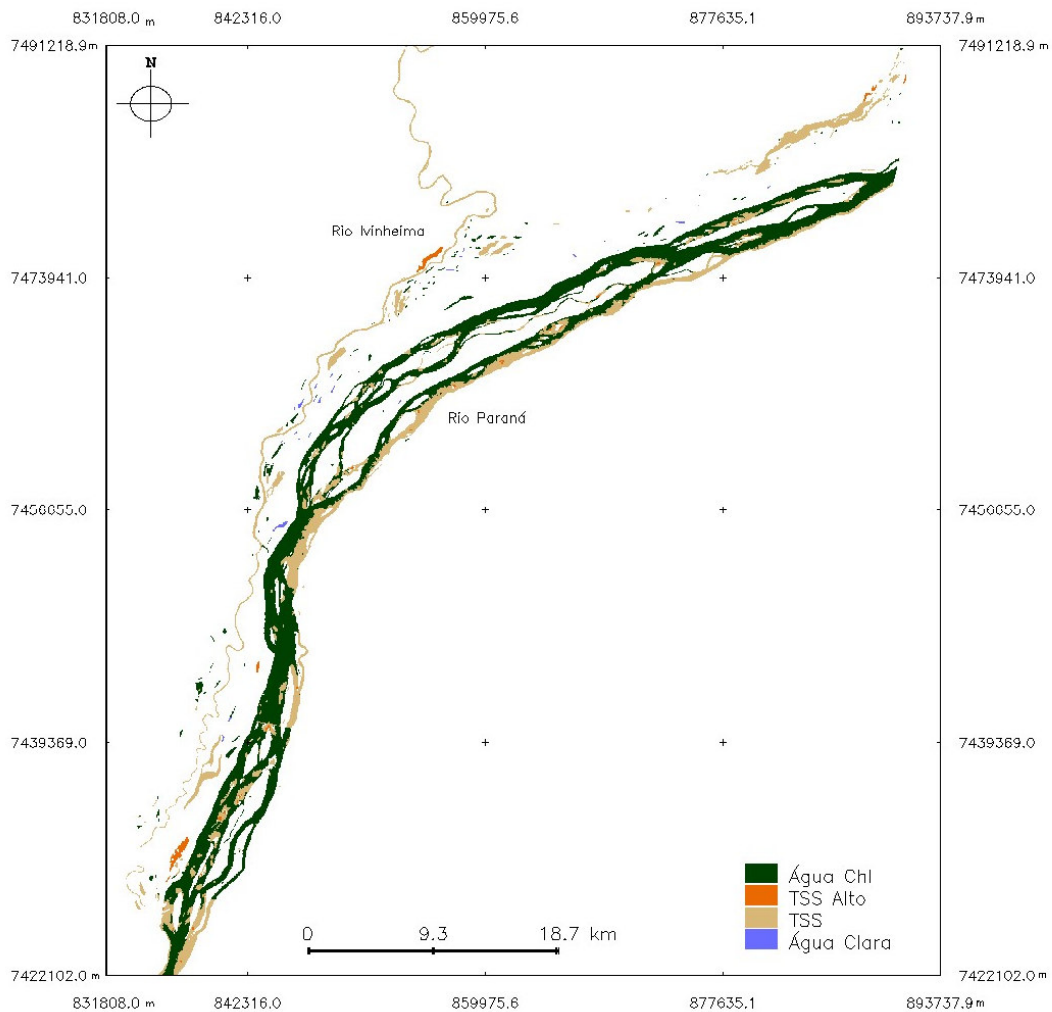 831808.0 m 842316.0 859975.6 877635.1 893737.9 m
7491218.9 m 7491218.9 m
N
Rio Ivinheima
7473941.0 7473941.0
Rio Paraná
7456655.0 7456655.0
7439369.0 7439369.0
Água Chl
TSS Alto
TSS
Água Clara
0 9.3 18.7 km
7422102.0 m 7422102.0 m
831808.0 m 842316.0 859975.6 877635.1 893737.9 m